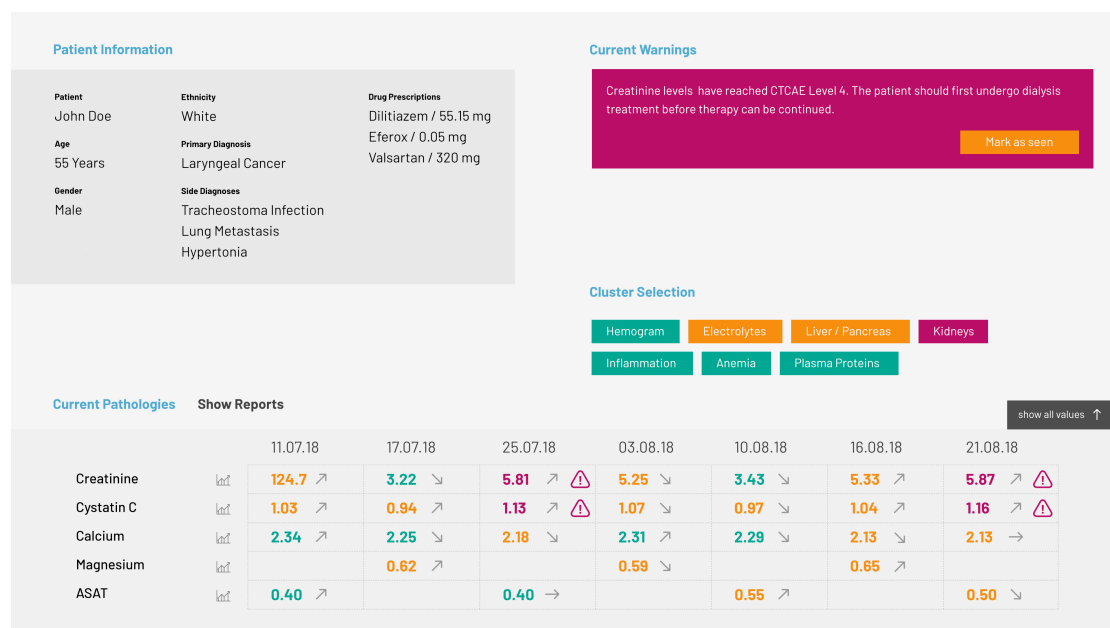 Patient Information
Patient
John Doe
Age
55 Years
Gender
Male
Ethnicity
White
Primary Diagnosis
Laryngeal Cancer
Side Diagnoses
Tracheostoma Infection
Lung Metastasis
Hypertonia
Drug Prescriptions
Dilitiazem / 55.15 mg
Eferox / 0.05 mg
Valsartan / 320 mg
Current Warnings
Creatinine levels have reached CTCAE Level 4. The patient should first undergo dialysis
treatment before therapy can be continued.
Mark as seen
Cluster Selection
Hemogram Electrolytes Liver / Pancreas Kidneys
Inflammation Anemia Plasma Proteins
Current Pathologies Show Reports
show all values ↑
11.07.18 17.07.18 25.07.18 03.08.18 10.08.18 16.08.18 21.08.18
Creatinine 124.7 ↗ 3.22 ↘ 5.81 ↗ ! 5.25 ↘ 3.43 ↘ 5.33 ↗ 5.87 ↗ !
Cystatin C 1.03 ↗ 0.94 ↗ 1.13 ↗ ! 1.07 ↘ 0.97 ↘ 1.04 ↗ 1.16 ↗ !
Calcium 2.34 ↗ 2.25 ↘ 2.18 ↘ 2.31 ↗ 2.29 ↘ 2.13 ↘ 2.13 →
Magnesium 0.62 ↗ 0.59 ↘ 0.65 ↗
ASAT 0.40 ↗ 0.40 → 0.55 ↗ 0.50 ↘